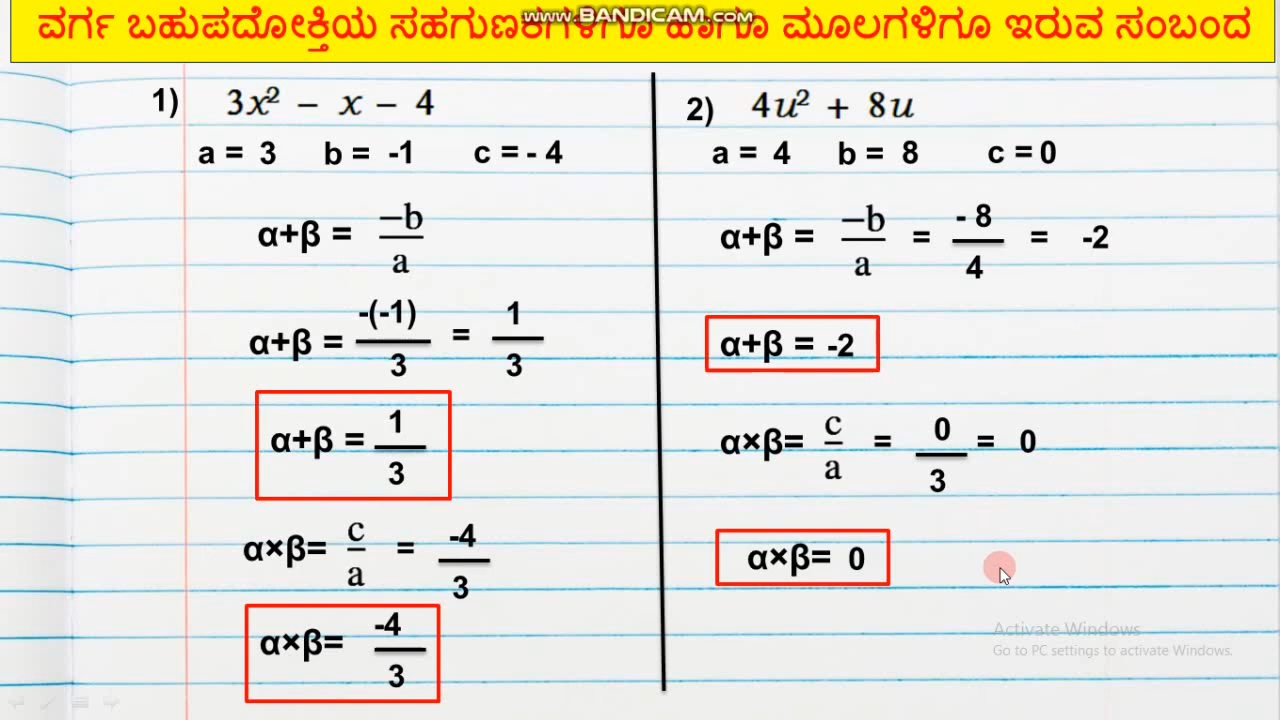 www.BANDICAM.com
ವರ್ಗ ಬಹುಪದೋಕ್ತಿಯ ಸಹಗುಣಕಗಳಿಗೂ ಹಾಗೂ ಮೂಲಗಳಿಗೂ ಇರುವ ಸಂಬಂದ
1) 3x² − x − 4
a = 3 b = -1 c = - 4
α+β = −b/a
α+β = -(-1)/3 = 1/3
α+β = 1/3
α×β= c/a = -4/3
α×β= -4/3
2) 4u² + 8u
a = 4 b = 8 c = 0
α+β = −b/a = - 8/4 = -2
α+β = -2
α×β= c/a = 0/3 = 0
α×β= 0
Activate Windows
Go to PC settings to activate Windows.